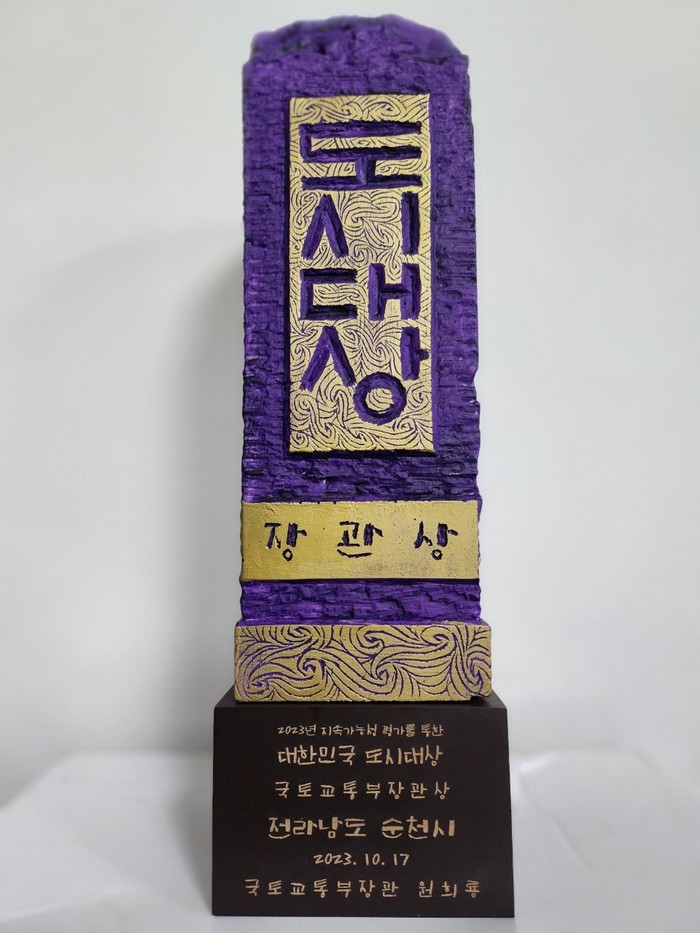 도시대상
장관상
2023년 지속가능성 평가를 통한
대한민국 도시대상
국토교통부장관상
전라남도 순천시
2023. 10. 17
국토교통부장관 원희룡